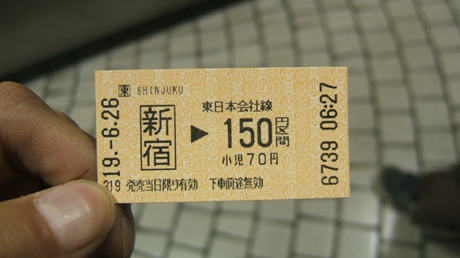 東 SHINJUKU
新宿
東日本会社線
▶ 150円区間
小児70円
19.-6.26
319 発売当日限り有効 下車前途無効
6739 06:27